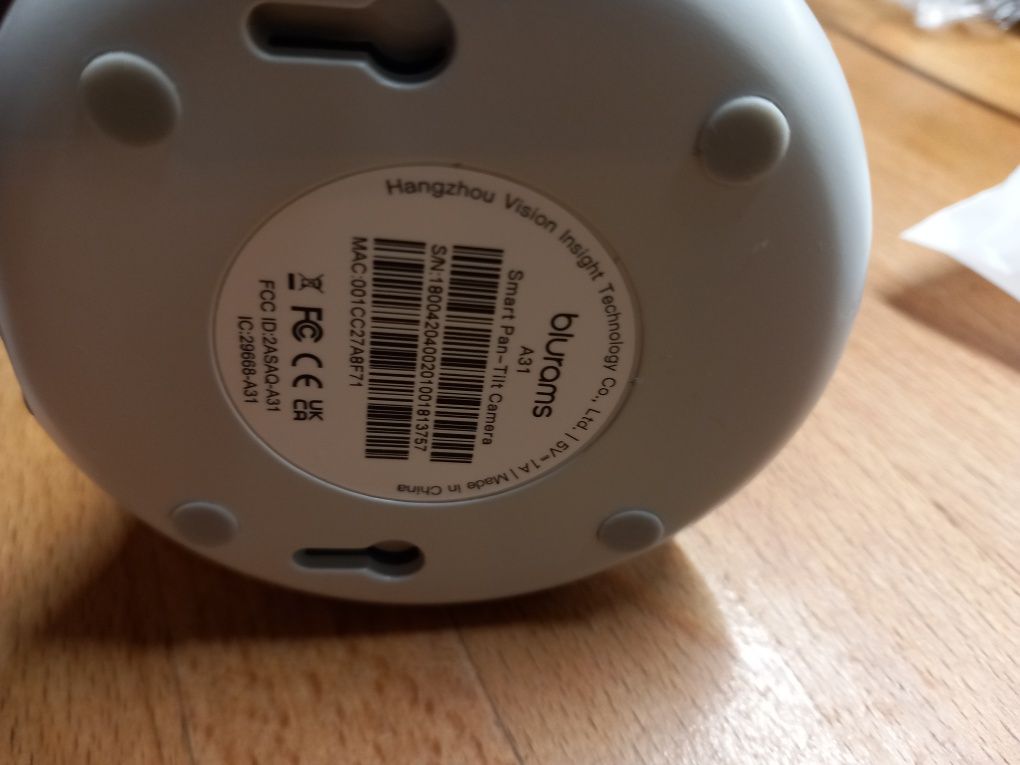 blurams
A31
Smart Pan-Tilt Camera
S/N:1800420400201001813757
MAC:001CC27A8F71
FC CE UK CA
FCC ID:2ASAQ-A31
IC:29668-A31
Hangzhou Vision Insight Technology Co., Ltd. | 5V⎓1A | Made in China